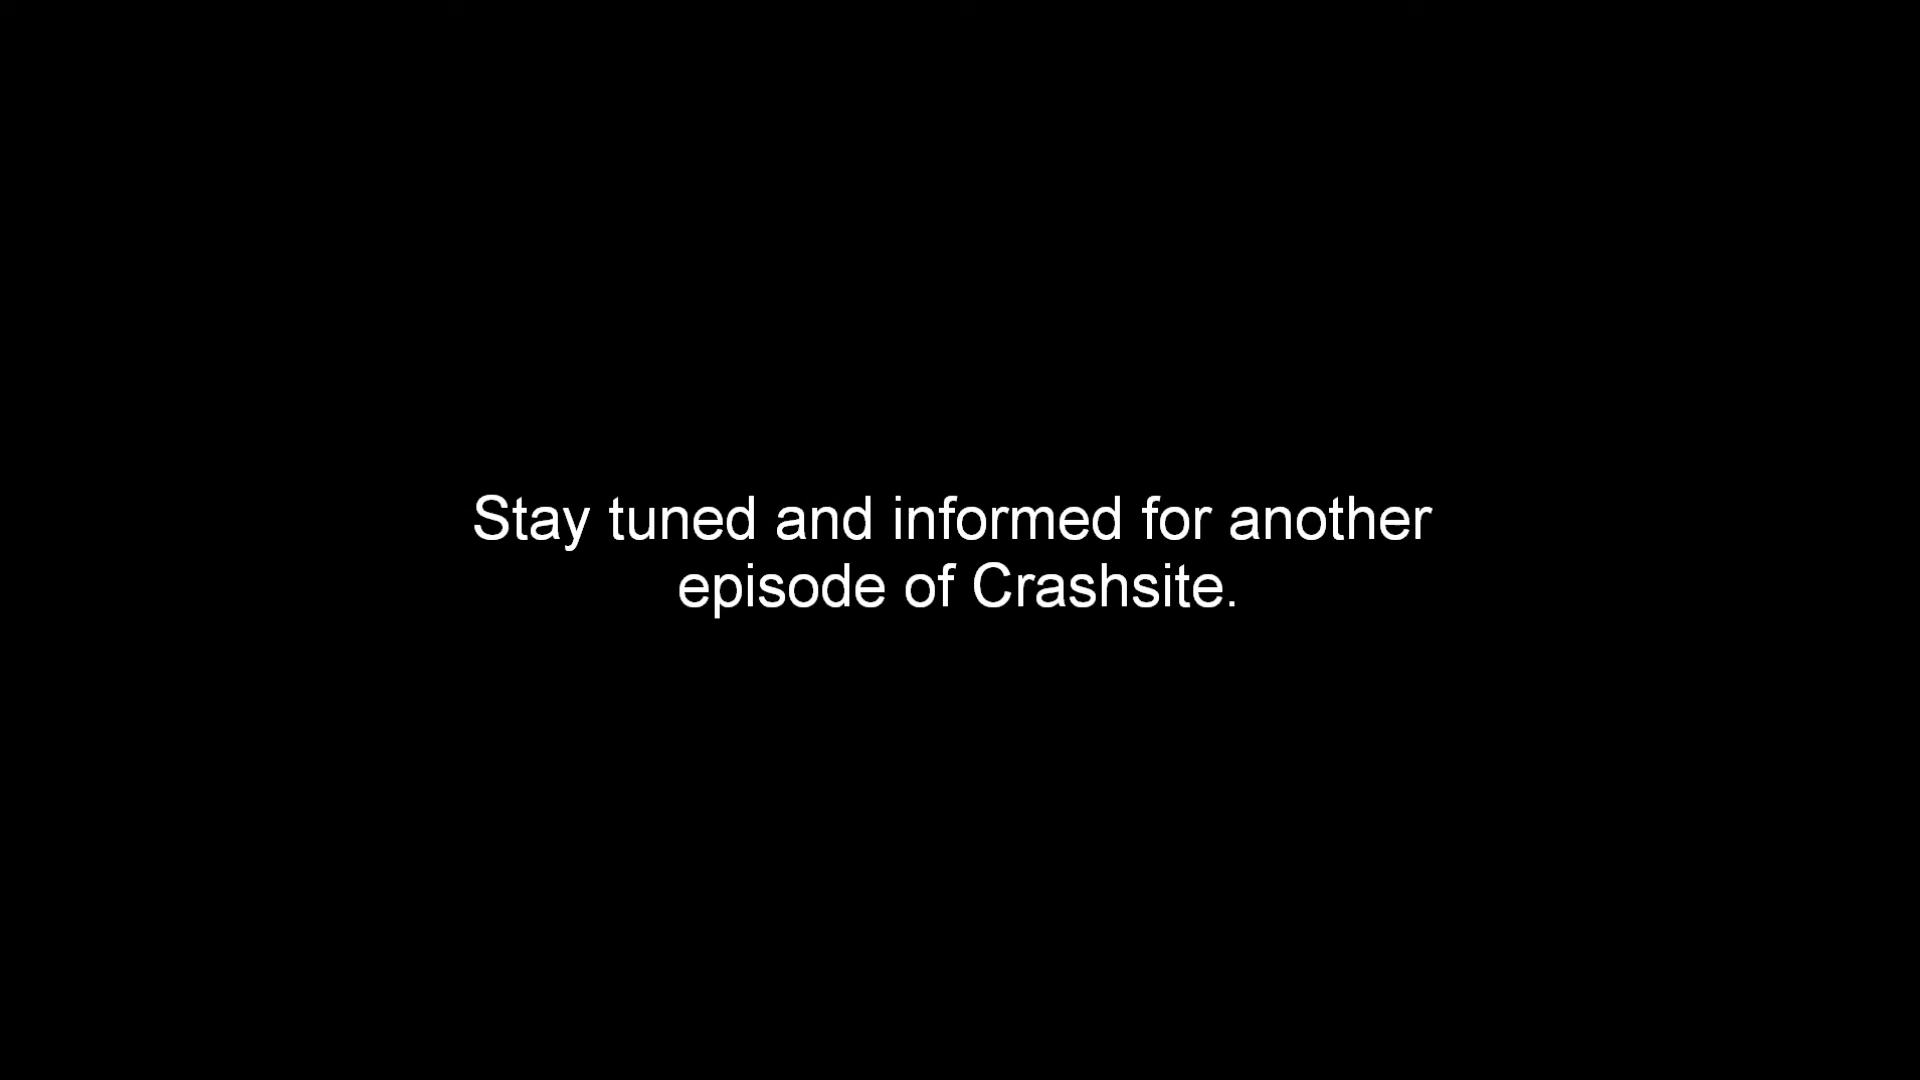 Stay tuned and informed for another
episode of Crashsite.